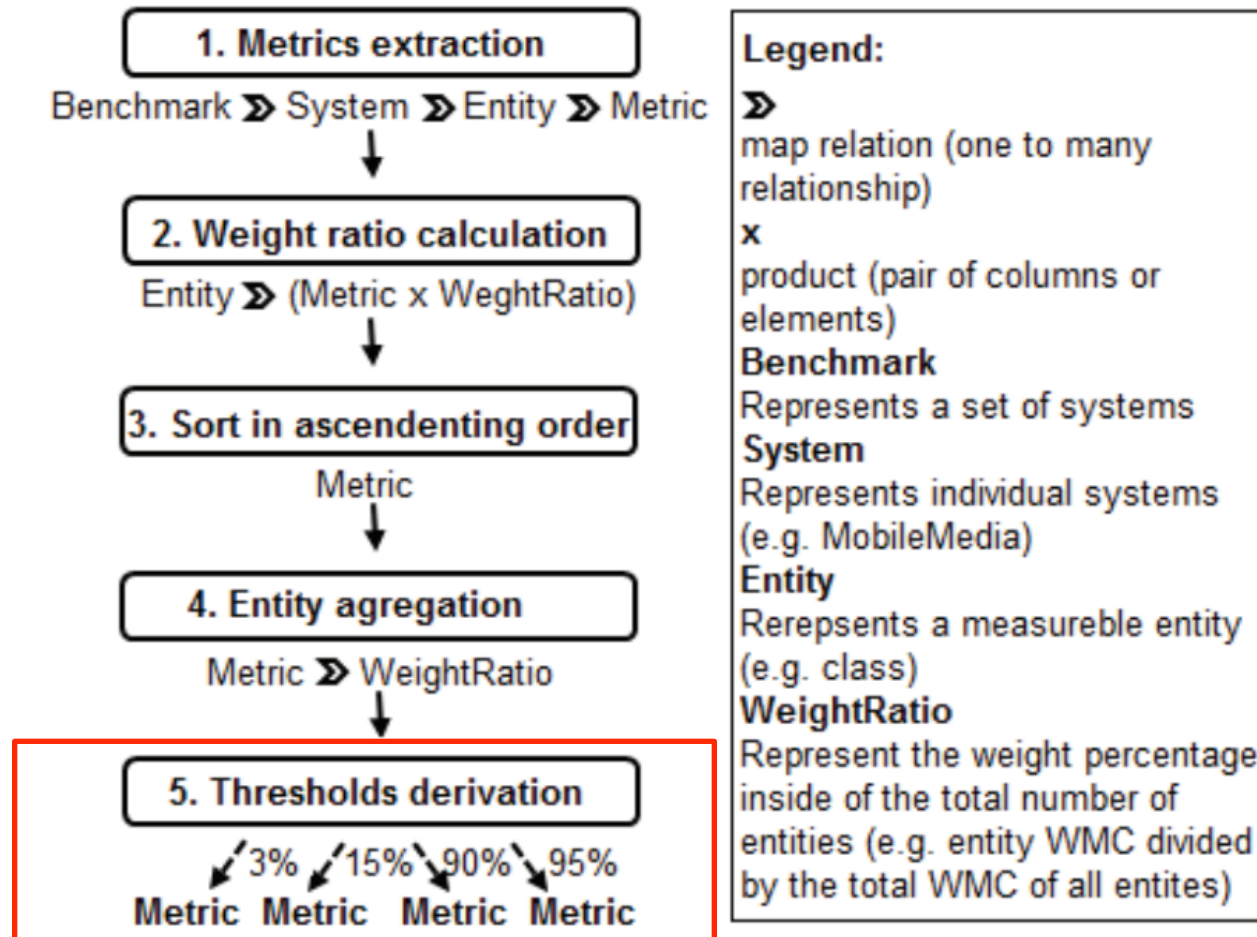 1. Metrics extraction
Benchmark ⅀ System ⅀ Entity ⅀ Metric
2. Weight ratio calculation
Entity ⅀ (Metric x WeghtRatio)
3. Sort in ascendenting order
Metric
4. Entity agregation
Metric ⅀ WeightRatio
5. Thresholds derivation
3% 15% 90% 95%
Metric Metric Metric Metric
Legend:
⅀
map relation (one to many
relationship)
x
product (pair of columns or
elements)
Benchmark
Represents a set of systems
System
Represents individual systems
(e.g. MobileMedia)
Entity
Rerepsents a measureble entity
(e.g. class)
WeightRatio
Represent the weight percentage
inside of the total number of
entities (e.g. entity WMC divided
by the total WMC of all entites)